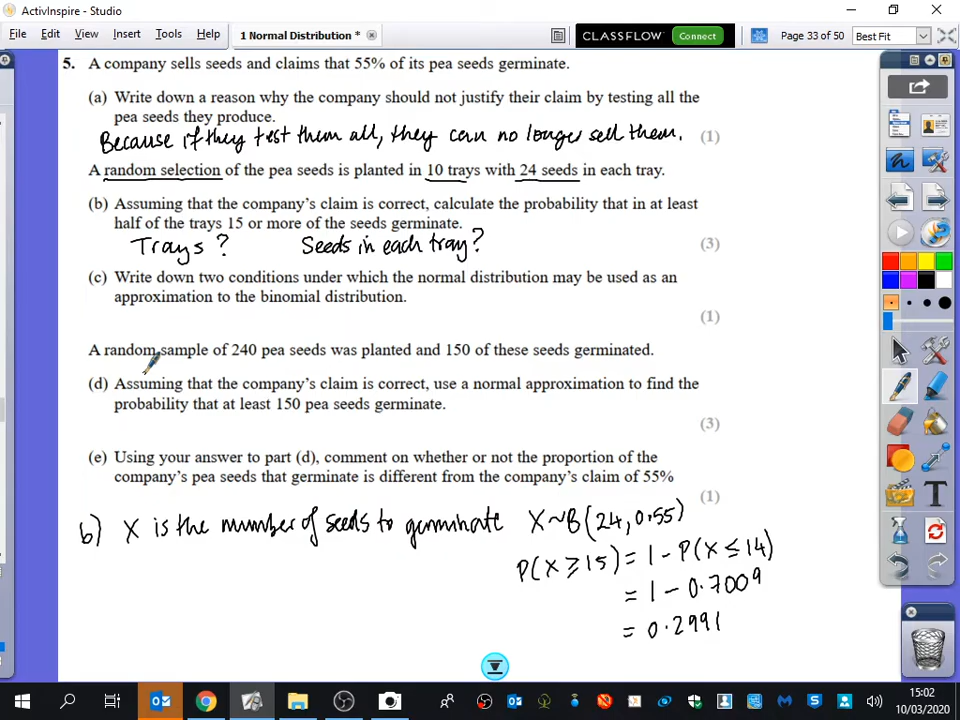 ActivInspire - Studio
File Edit View Insert Tools Help
1 Normal Distribution *
CLASSFLOW Connect
Page 33 of 50
Best Fit
5. A company sells seeds and claims that 55% of its pea seeds germinate.
(a) Write down a reason why the company should not justify their claim by testing all the
pea seeds they produce.
Because if they test them all, they can no longer sell them.
(1)
A random selection of the pea seeds is planted in 10 trays with 24 seeds in each tray.
(b) Assuming that the company's claim is correct, calculate the probability that in at least
half of the trays 15 or more of the seeds germinate.
Trays ? Seeds in each tray?
(3)
(c) Write down two conditions under which the normal distribution may be used as an
approximation to the binomial distribution.
(1)
A random sample of 240 pea seeds was planted and 150 of these seeds germinated.
(d) Assuming that the company's claim is correct, use a normal approximation to find the
probability that at least 150 pea seeds germinate.
(3)
(e) Using your answer to part (d), comment on whether or not the proportion of the
company's pea seeds that germinate is different from the company's claim of 55%
(1)
b) X is the number of seeds to germinate X~B(24, 0.55)
P(X ⩾ 15) = 1 - P(X ≤ 14)
= 1 - 0.7009
= 0.2991
15:02
10/03/2020